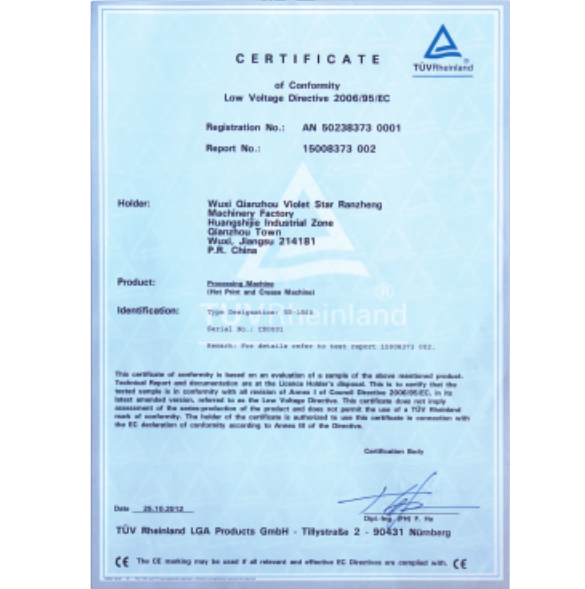 TÜVRheinland
CERTIFICATE
of Conformity
Low Voltage Directive 2006/95/EC
Registration No.: AN 50238373 0001
Report No.: 15008373 002
Holder: Wuxi Qianzhou Violet Star Ranzheng
Machinery Factory
Huangshijie Industrial Zone
Qianzhou Town
Wuxi, Jiangsu 214181
P.R. China
Product: Processing Machine
(Hot Print and Crease Machine)
TÜVRheinland
Identification: Type Designation:
Serial No.:
Remark: For details refer to test report 15008373 002.
This certificate of conformity is based on an evaluation of a sample of the above mentioned product.
Technical Report and documentation are at the Licence Holder's disposal. This is to certify that the
tested sample is in conformity with all revision of Annex I of Council Directive 2006/95/EC, in its
latest amended version, referred to as the Low Voltage Directive. This certificate does not imply
assessment of the series-production of the product and does not permit the use of a TÜV Rheinland
mark of conformity. The holder of the certificate is authorized to use this certificate in connection with
the EC declaration of conformity according to Annex III of the Directive.
Certification Body
Date 25.10.2012
Dipl.-Ing. (FH) F. Ho
TÜV Rheinland LGA Products GmbH - Tillystraße 2 - 90431 Nürnberg
CE The CE marking may be used if all relevant and effective EC Directives are complied with. CE